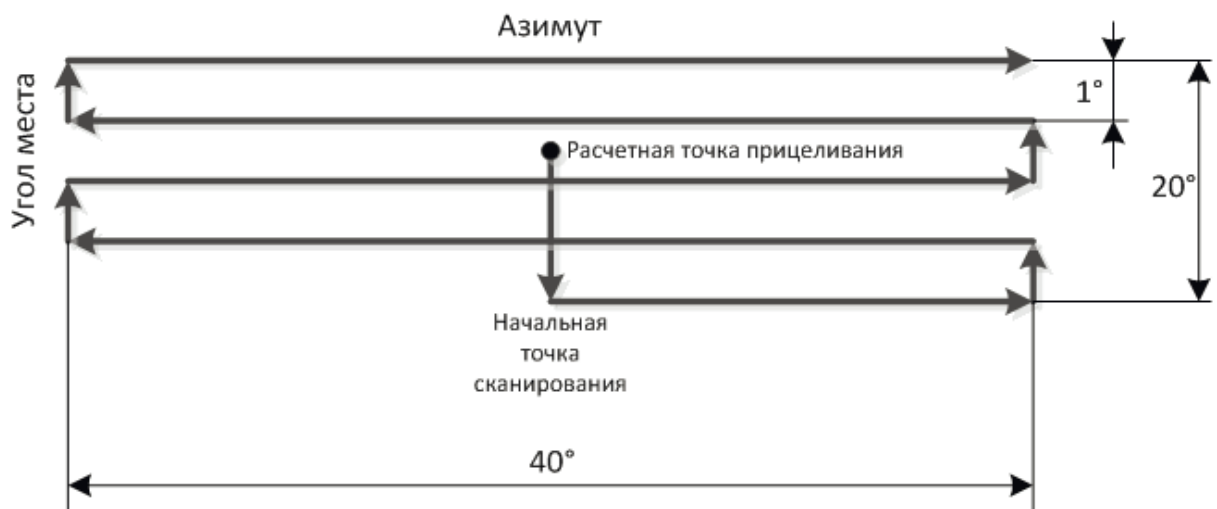 Азимут
Угол места
1°
Расчетная точка прицеливания
20°
Начальная
точка
сканирования
40°